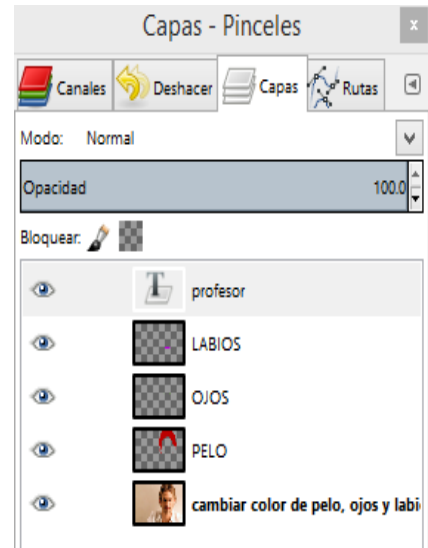 Capas - Pinceles
x
Canales Deshacer Capas Rutas
Modo: Normal
Opacidad 100.0
Bloquear:
T profesor
LABIOS
OJOS
PELO
cambiar color de pelo, ojos y labi